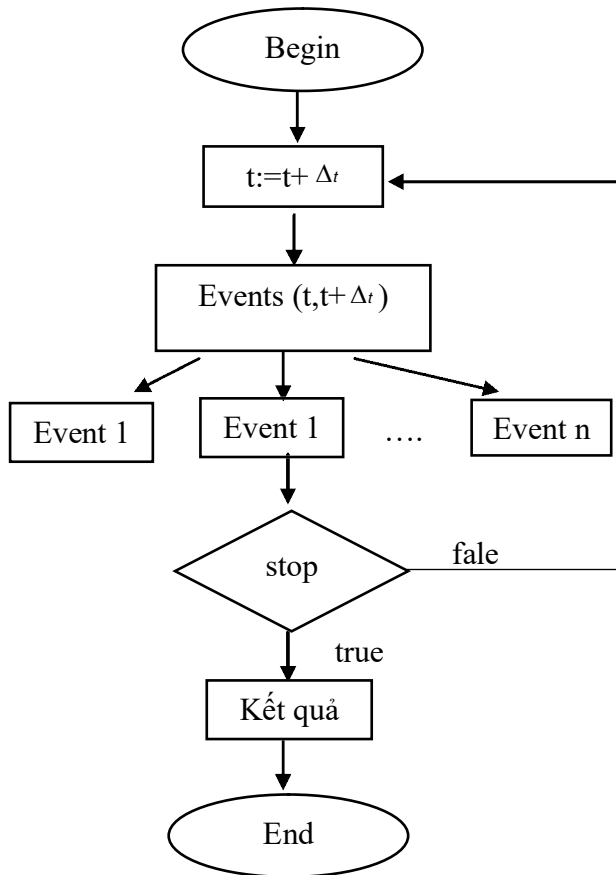 Begin
t:=t+ Δt
Events (t,t+ Δt)
Event 1
Event 1
....
Event n
stop
fale
true
Kết quả
End